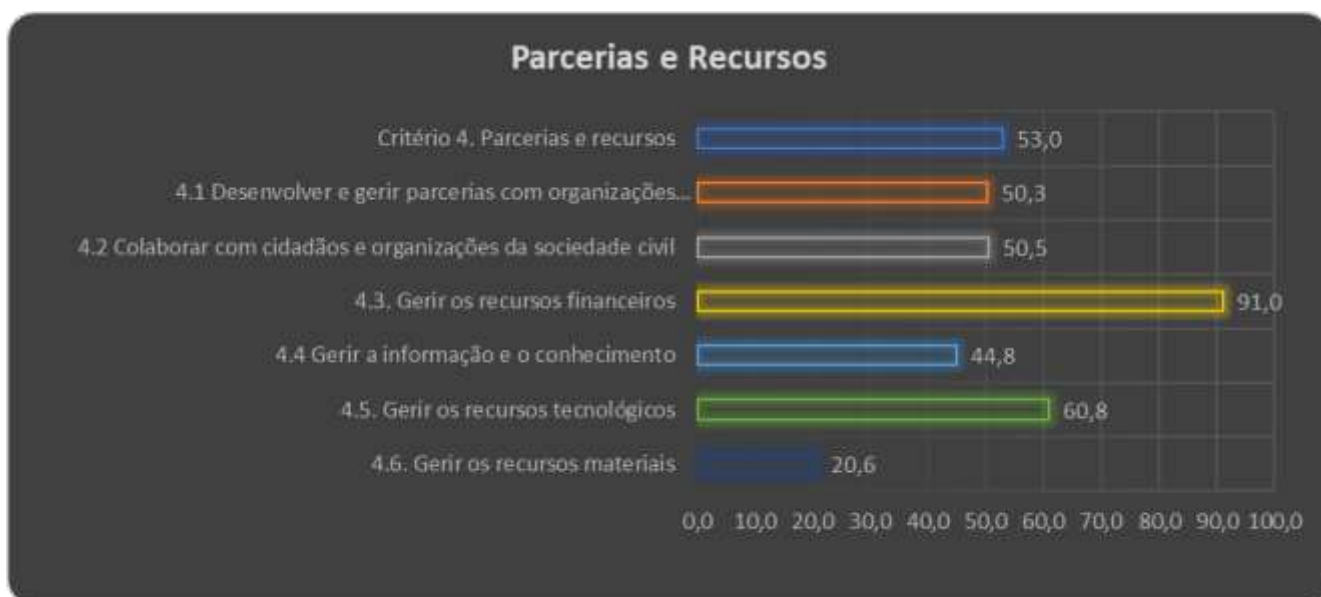 Parcerias e Recursos
Critério 4. Parcerias e recursos 53,0
4.1 Desenvolver e gerir parcerias com organizações... 50,3
4.2 Colaborar com cidadãos e organizações da sociedade civil 50,5
4.3. Gerir os recursos financeiros 91,0
4.4 Gerir a informação e o conhecimento 44,8
4.5. Gerir os recursos tecnológicos 60,8
4.6. Gerir os recursos materiais 20,6
0,0 10,0 20,0 30,0 40,0 50,0 60,0 70,0 80,0 90,0 100,0